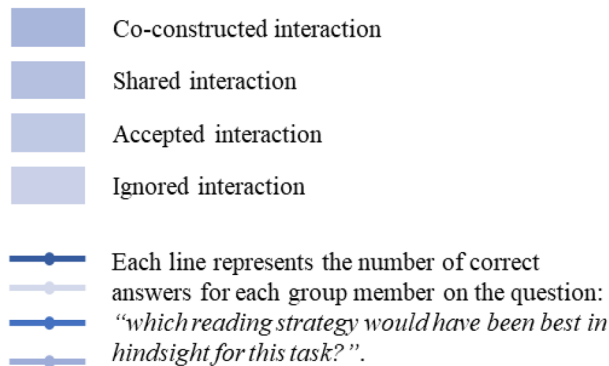 Co-constructed interaction
Shared interaction
Accepted interaction
Ignored interaction
Each line represents the number of correct
answers for each group member on the question:
“which reading strategy would have been best in
hindsight for this task?”.